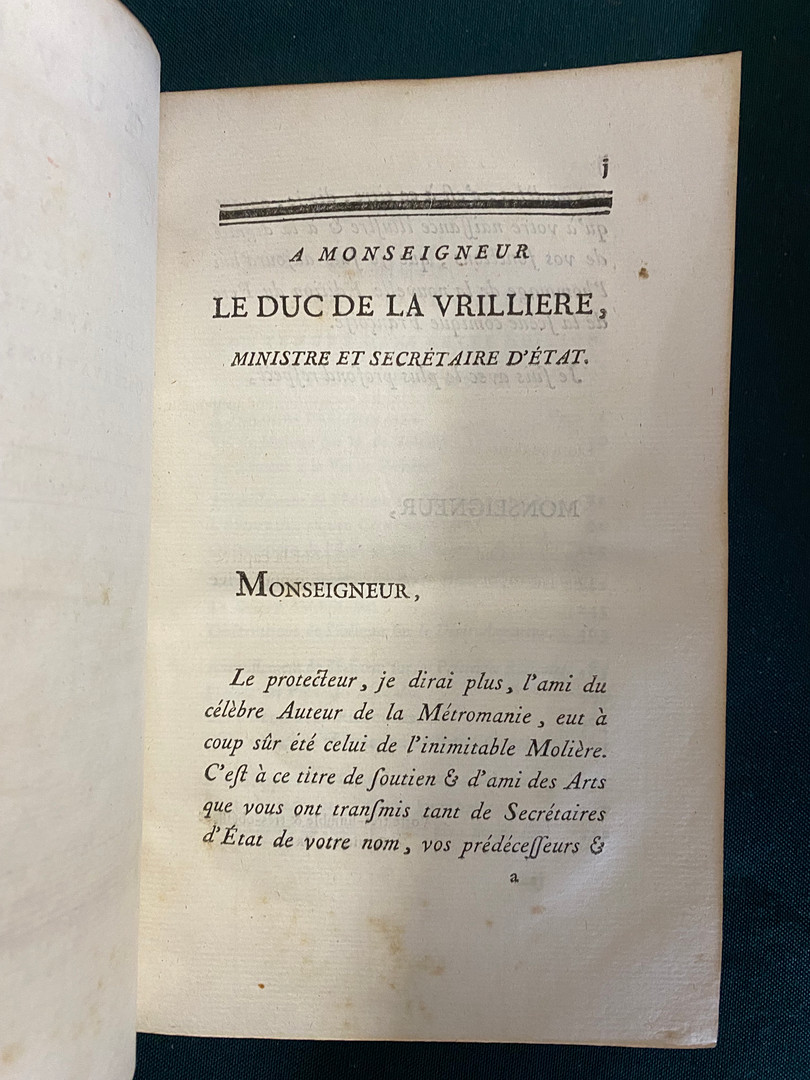 j
A MONSEIGNEUR
LE DUC DE LA VRILLIERE,
MINISTRE ET SECRÉTAIRE D'ÉTAT.
MONSEIGNEUR,
Le protecteur, je dirai plus, l'ami du
célèbre Auteur de la Métromanie, eut à
coup sûr été celui de l'inimitable Molière.
C'eſt à ce titre de ſoutien & d'ami des Arts
que vous ont tranſmis tant de Secrétaires
d'État de votre nom, vos prédéceſſeurs &
a